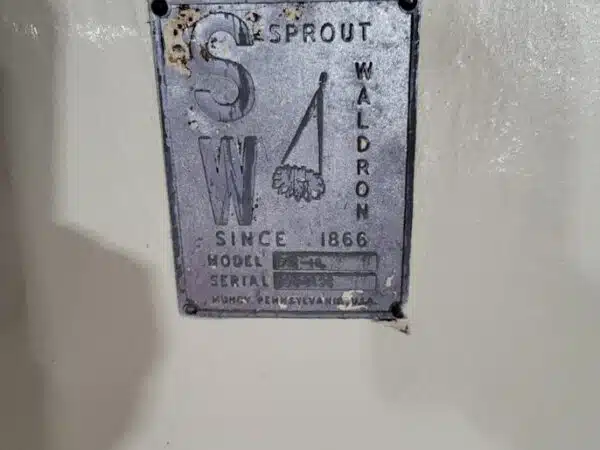 S
SPROUT
W
WALDRON
SINCE 1866
MODEL
SERIAL
MUNCY, PENNSYLVANIA, U.S.A.